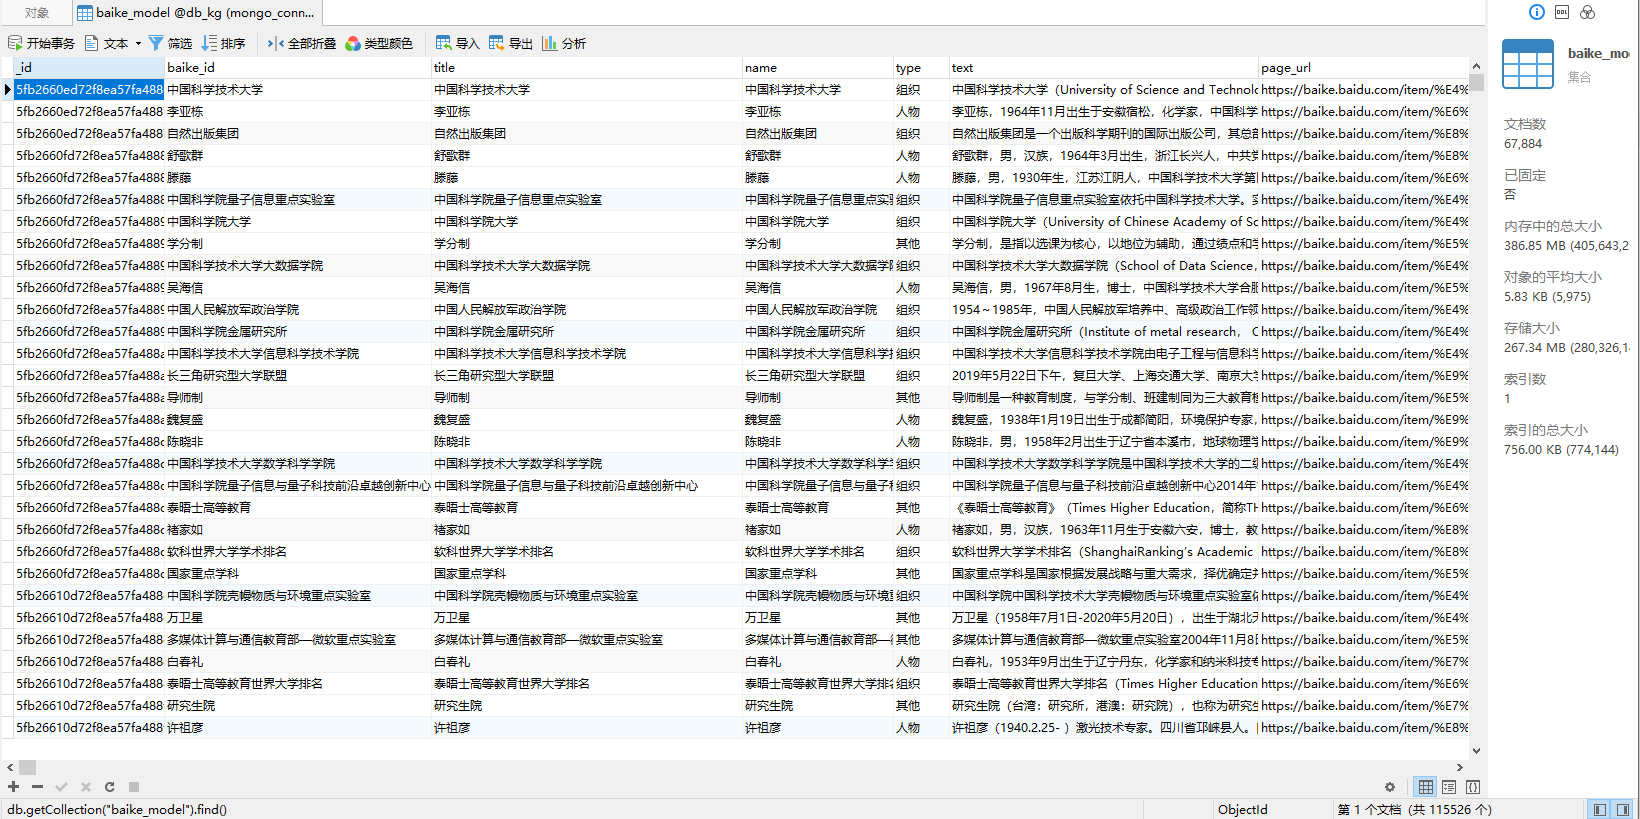 对象
baike_model @db_kg (mongo_conn...
开始事务 文本 筛选 排序 全部折叠 类型颜色 导入 导出 分析
_id baike_id title name type text page_url
5fb2660ed72f8ea57fa488 中国科学技术大学 中国科学技术大学 中国科学技术大学 组织 中国科学技术大学（University of Science and Technol https://baike.baidu.com/item/%E4%
5fb2660ed72f8ea57fa488 李亚栋 李亚栋 李亚栋 人物 李亚栋，1964年11月出生于安徽宿松，化学家，中国科学 https://baike.baidu.com/item/%E6%
5fb2660ed72f8ea57fa488 自然出版集团 自然出版集团 自然出版集团 组织 自然出版集团是一个出版科学期刊的国际出版公司，其总部 https://baike.baidu.com/item/%E8%
5fb2660fd72f8ea57fa4888 舒歌群 舒歌群 舒歌群 人物 舒歌群，男，汉族，1964年3月出生，浙江长兴人，中共党 https://baike.baidu.com/item/%E8%
5fb2660fd72f8ea57fa4888 滕藤 滕藤 滕藤 人物 滕藤，男，1930年生，江苏江阴人，中国科学技术大学第 https://baike.baidu.com/item/%E6%
5fb2660fd72f8ea57fa4888 中国科学院量子信息重点实验室 中国科学院量子信息重点实验室 中国科学院量子信息重点实 组织 中国科学院量子信息重点实验室依托中国科学技术大学。 https://baike.baidu.com/item/%E4%
5fb2660fd72f8ea57fa4889 中国科学院大学 中国科学院大学 中国科学院大学 组织 中国科学院大学（University of Chinese Academy of Sc https://baike.baidu.com/item/%E4%
5fb2660fd72f8ea57fa4889 学分制 学分制 学分制 其他 学分制，是指以选课为核心，以地位为辅助，通过绩点和学 https://baike.baidu.com/item/%E5%
5fb2660fd72f8ea57fa4889 中国科学技术大学大数据学院 中国科学技术大学大数据学院 中国科学技术大学大数据学 组织 中国科学技术大学大数据学院（School of Data Science, https://baike.baidu.com/item/%E4%
5fb2660fd72f8ea57fa4889 吴海信 吴海信 吴海信 人物 吴海信，男，1967年8月生，博士，中国科学技术大学合肥 https://baike.baidu.com/item/%E5%
5fb2660fd72f8ea57fa4889 中国人民解放军政治学院 中国人民解放军政治学院 中国人民解放军政治学院 组织 1954～1985年，中国人民解放军培养中、高级政治工作领 https://baike.baidu.com/item/%E4%
5fb2660fd72f8ea57fa4889 中国科学院金属研究所 中国科学院金属研究所 中国科学院金属研究所 组织 中国科学院金属研究所（Institute of metal research， C https://baike.baidu.com/item/%E4%
5fb2660fd72f8ea57fa488a 中国科学技术大学信息科学技术学院 中国科学技术大学信息科学技术学院 中国科学技术大学信息科学 组织 中国科学技术大学信息科学技术学院由电子工程与信息科学 https://baike.baidu.com/item/%E4%
5fb2660fd72f8ea57fa488a 长三角研究型大学联盟 长三角研究型大学联盟 长三角研究型大学联盟 组织 2019年5月22日下午，复旦大学、上海交通大学、南京大学 https://baike.baidu.com/item/%E9%
5fb2660fd72f8ea57fa488a 导师制 导师制 导师制 其他 导师制是一种教育制度，与学分制、班建制同为三大教育模 https://baike.baidu.com/item/%E5%
5fb2660fd72f8ea57fa488a 魏复盛 魏复盛 魏复盛 人物 魏复盛，1938年1月19日出生于成都简阳，环境保护专家， https://baike.baidu.com/item/%E9%
5fb2660fd72f8ea57fa488c 陈晓非 陈晓非 陈晓非 人物 陈晓非，男，1958年2月出生于辽宁省本溪市，地球物理学 https://baike.baidu.com/item/%E9%
5fb2660fd72f8ea57fa488c 中国科学技术大学数学科学学院 中国科学技术大学数学科学学院 中国科学技术大学数学科学 组织 中国科学技术大学数学科学学院是中国科学技术大学的二级 https://baike.baidu.com/item/%E4%
5fb2660fd72f8ea57fa488c 中国科学院量子信息与量子科技前沿卓越创新中心 中国科学院量子信息与量子科技前沿卓越创新中心 中国科学院量子信息与量子科 组织 中国科学院量子信息与量子科技前沿卓越创新中心2014年 https://baike.baidu.com/item/%E4%
5fb2660fd72f8ea57fa488c 泰晤士高等教育 泰晤士高等教育 泰晤士高等教育 其他 《泰晤士高等教育》（Times Higher Education，简称TH https://baike.baidu.com/item/%E6%
5fb2660fd72f8ea57fa488c 褚家如 褚家如 褚家如 人物 褚家如，男，汉族，1963年11月生于安徽六安，博士，教 https://baike.baidu.com/item/%E8%
5fb2660fd72f8ea57fa488c 软科世界大学学术排名 软科世界大学学术排名 软科世界大学学术排名 组织 软科世界大学学术排名（ShanghaiRanking's Academic https://baike.baidu.com/item/%E8%
5fb2660fd72f8ea57fa488c 国家重点学科 国家重点学科 国家重点学科 其他 国家重点学科是国家根据发展战略与重大需求，择优确定并 https://baike.baidu.com/item/%E5%
5fb26610d72f8ea57fa488 中国科学院壳幔物质与环境重点实验室 中国科学院壳幔物质与环境重点实验室 中国科学院壳幔物质与环境 组织 中国科学院中国科学技术大学壳幔物质与环境重点实验室 https://baike.baidu.com/item/%E4%
5fb26610d72f8ea57fa488 万卫星 万卫星 万卫星 其他 万卫星（1958年7月1日-2020年5月20日），出生于湖北天 https://baike.baidu.com/item/%E4%
5fb26610d72f8ea57fa488 多媒体计算与通信教育部—微软重点实验室 多媒体计算与通信教育部—微软重点实验室 多媒体计算与通信教育部— 其他 多媒体计算与通信教育部—微软重点实验室2004年11月8日 https://baike.baidu.com/item/%E5%
5fb26610d72f8ea57fa488 白春礼 白春礼 白春礼 人物 白春礼，1953年9月出生于辽宁丹东，化学家和纳米科技专 https://baike.baidu.com/item/%E7%
5fb26610d72f8ea57fa488 泰晤士高等教育世界大学排名 泰晤士高等教育世界大学排名 泰晤士高等教育世界大学排 组织 泰晤士高等教育世界大学排名（Times Higher Education https://baike.baidu.com/item/%E6%
5fb26610d72f8ea57fa488 研究生院 研究生院 研究生院 其他 研究生院（台湾：研究所，港澳：研究院），也称为研究生 https://baike.baidu.com/item/%E7%
5fb26610d72f8ea57fa488 许祖彦 许祖彦 许祖彦 人物 许祖彦（1940.2.25- ）激光技术专家。四川省邛崃县人。 https://baike.baidu.com/item/%E8%
db.getCollection("baike_model").find()
ObjectId
第 1 个文档 (共 115526 个)
DDL
baike_mo
集合
文档数
67,884
已固定
否
内存中的总大小
386.85 MB (405,643,2
对象的平均大小
5.83 KB (5,975)
存储大小
267.34 MB (280,326,1
索引数
1
索引的总大小
756.00 KB (774,144)